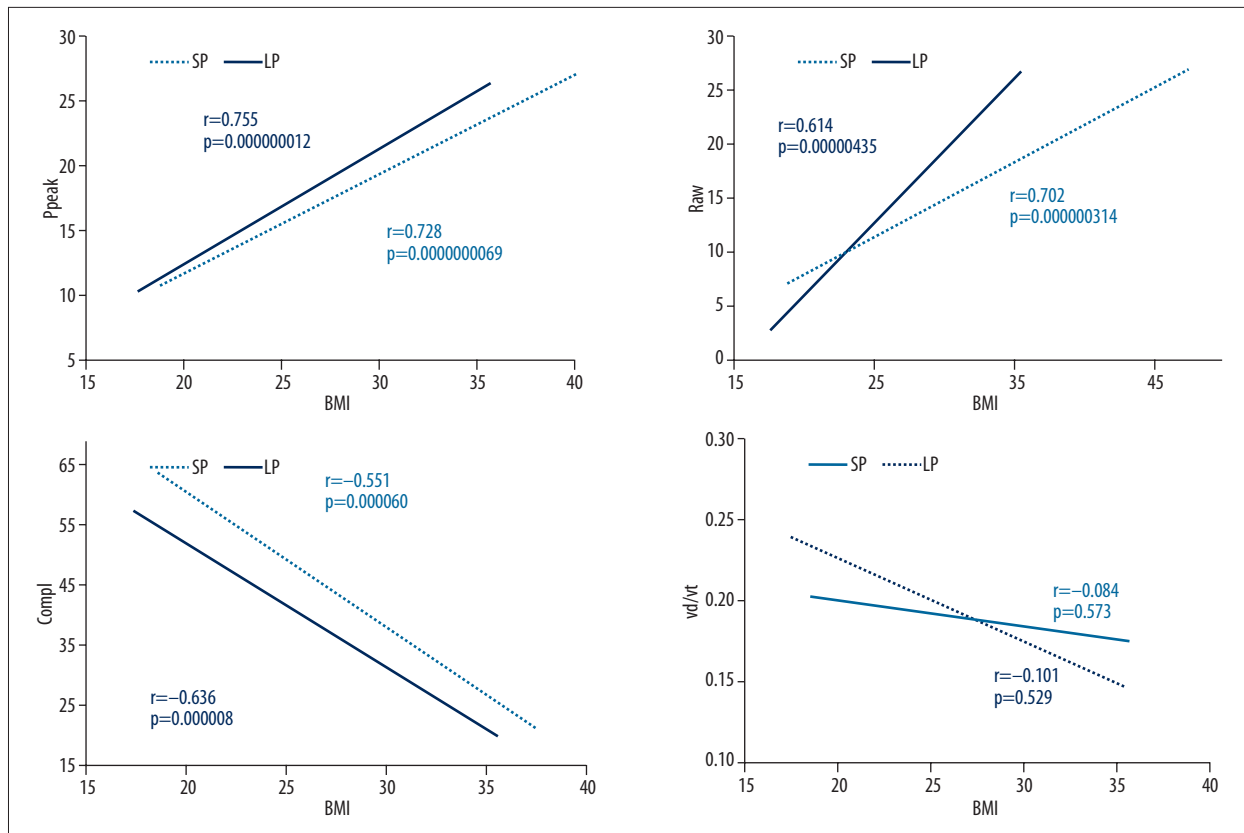 30
25
20
15
10
5
Ppeak
SP LP
r=0.755
p=0.000000012
r=0.728
p=0.0000000069
15 20 25 30 35 40
BMI
30
25
20
15
10
5
0
Raw
SP LP
r=0.614
p=0.00000435
r=0.702
p=0.000000314
15 25 35 45
BMI
65
55
45
35
25
15
Compl
SP LP
r=–0.551
p=0.000060
r=–0.636
p=0.000008
15 20 25 30 35 40
BMI
0.30
0.25
0.20
0.15
0.10
vd/vt
SP LP
r=–0.084
p=0.573
r=–0.101
p=0.529
15 20 25 30 35 40
BMI